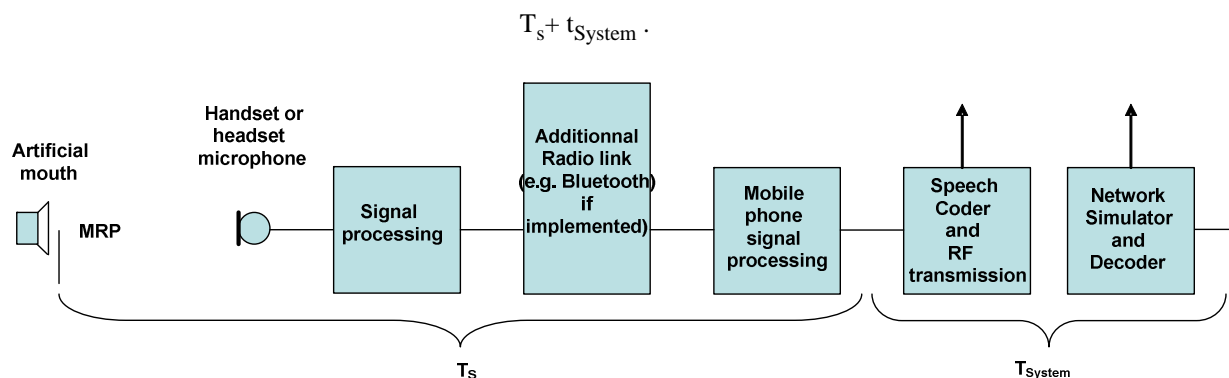 Ts+ tSystem .
Artificial
mouth
MRP
Handset or
headset
microphone
Signal
processing
Additionnal
Radio link
(e.g. Bluetooth)
if
implemented)
Mobile
phone
signal
processing
Speech
Coder
and
RF
transmission
Network
Simulator
and
Decoder
TS
TSystem